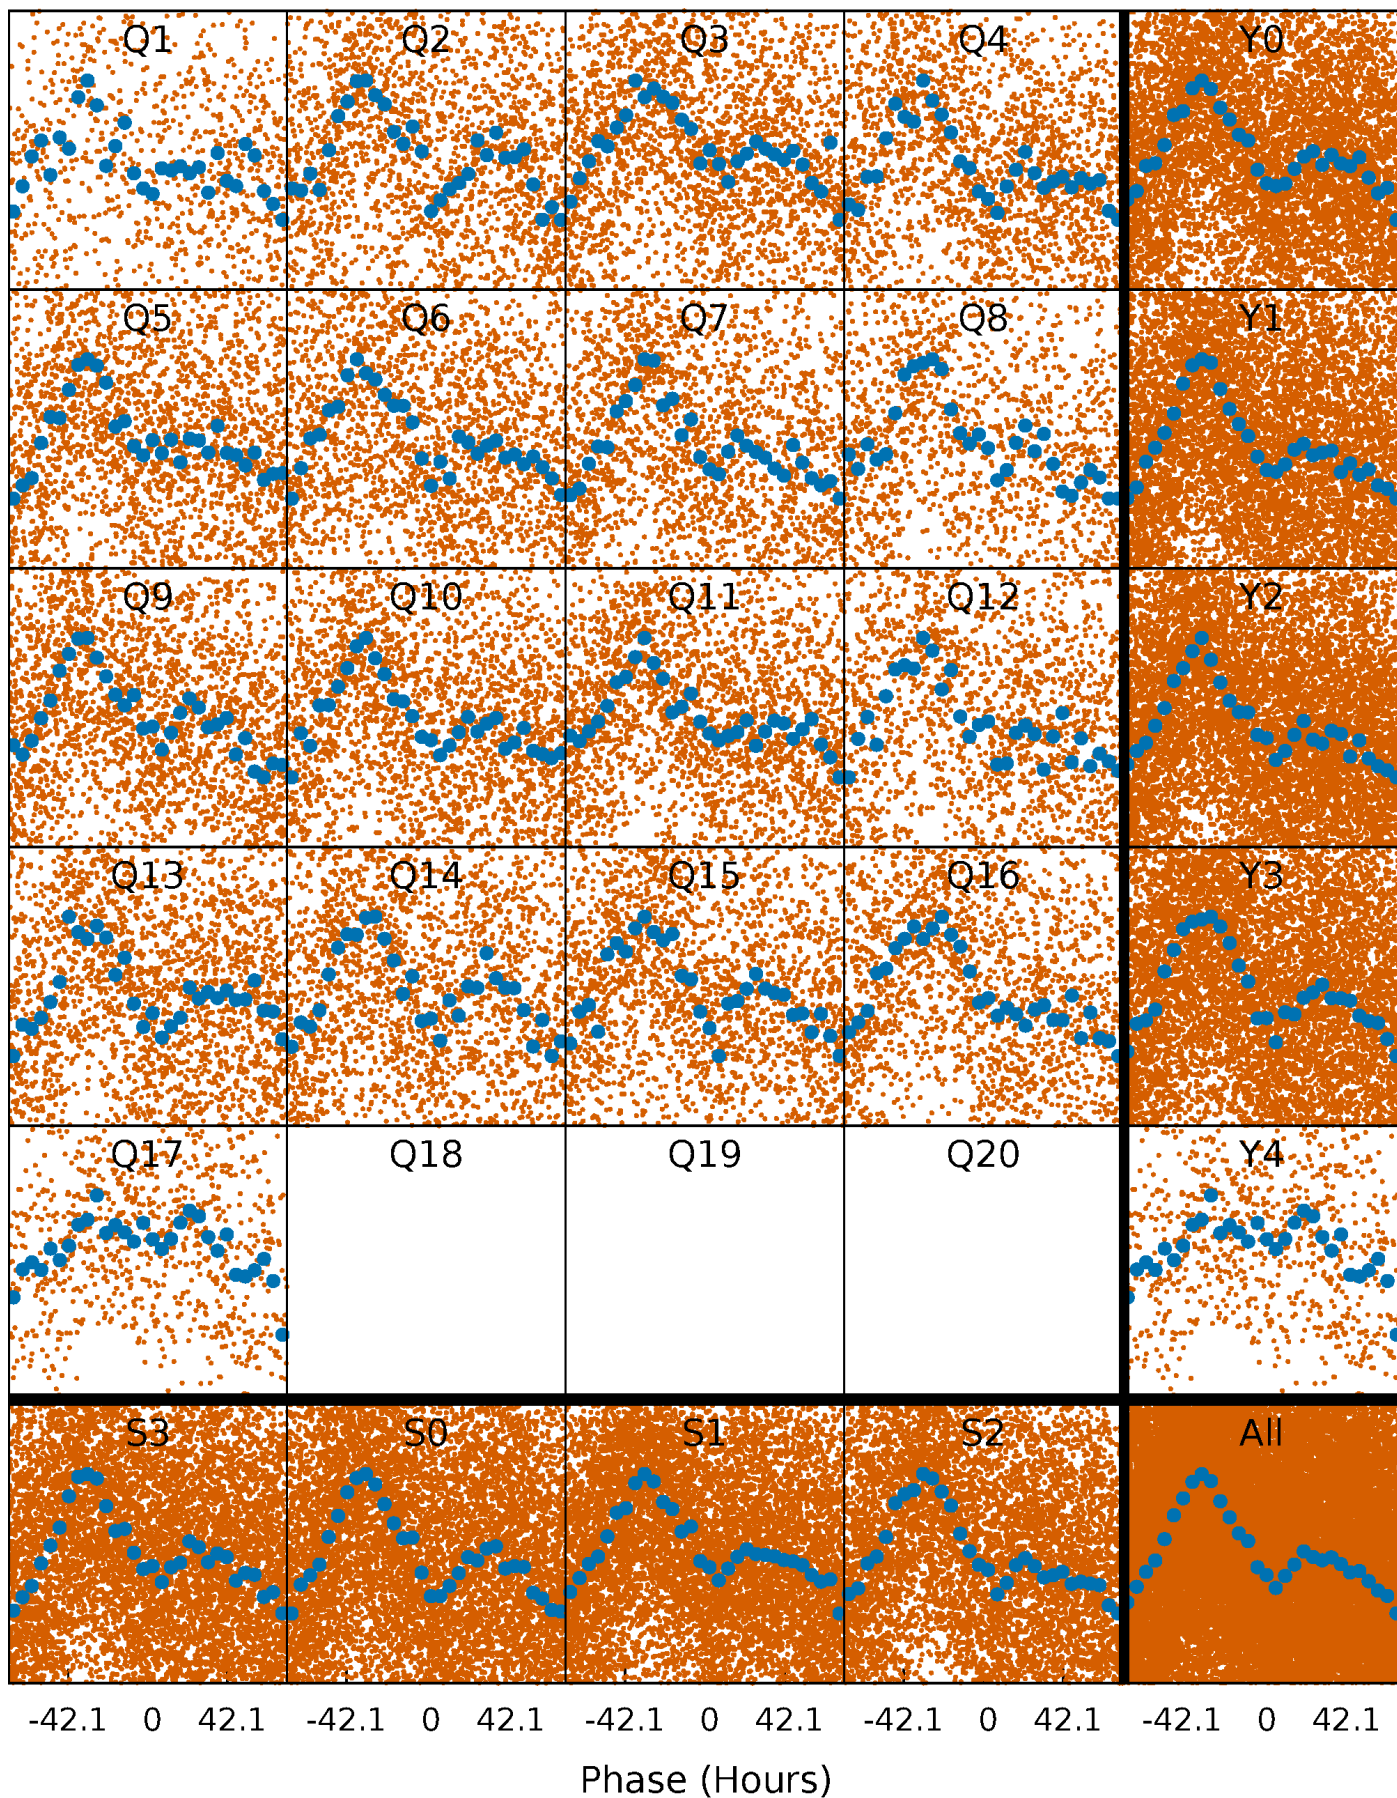 Q1 Q2 Q3 Q4 Y0
Q5 Q6 Q7 Q8 Y1
Q9 Q10 Q11 Q12 Y2
Q13 Q14 Q15 Q16 Y3
Q17 Q18 Q19 Q20 Y4
S3 S0 S1 S2 All
-42.1 0 42.1 -42.1 0 42.1 -42.1 0 42.1 -42.1 0 42.1 -42.1 0 42.1
Phase (Hours)